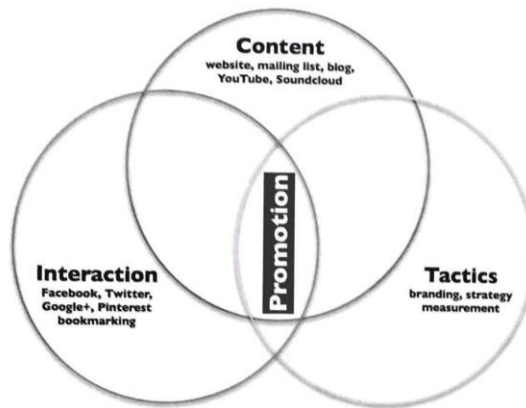 Content
website, mailing list, blog,
YouTube, Soundcloud
Promotion
Interaction
Facebook, Twitter,
Google+, Pinterest
bookmarking
Tactics
branding, strategy
measurement